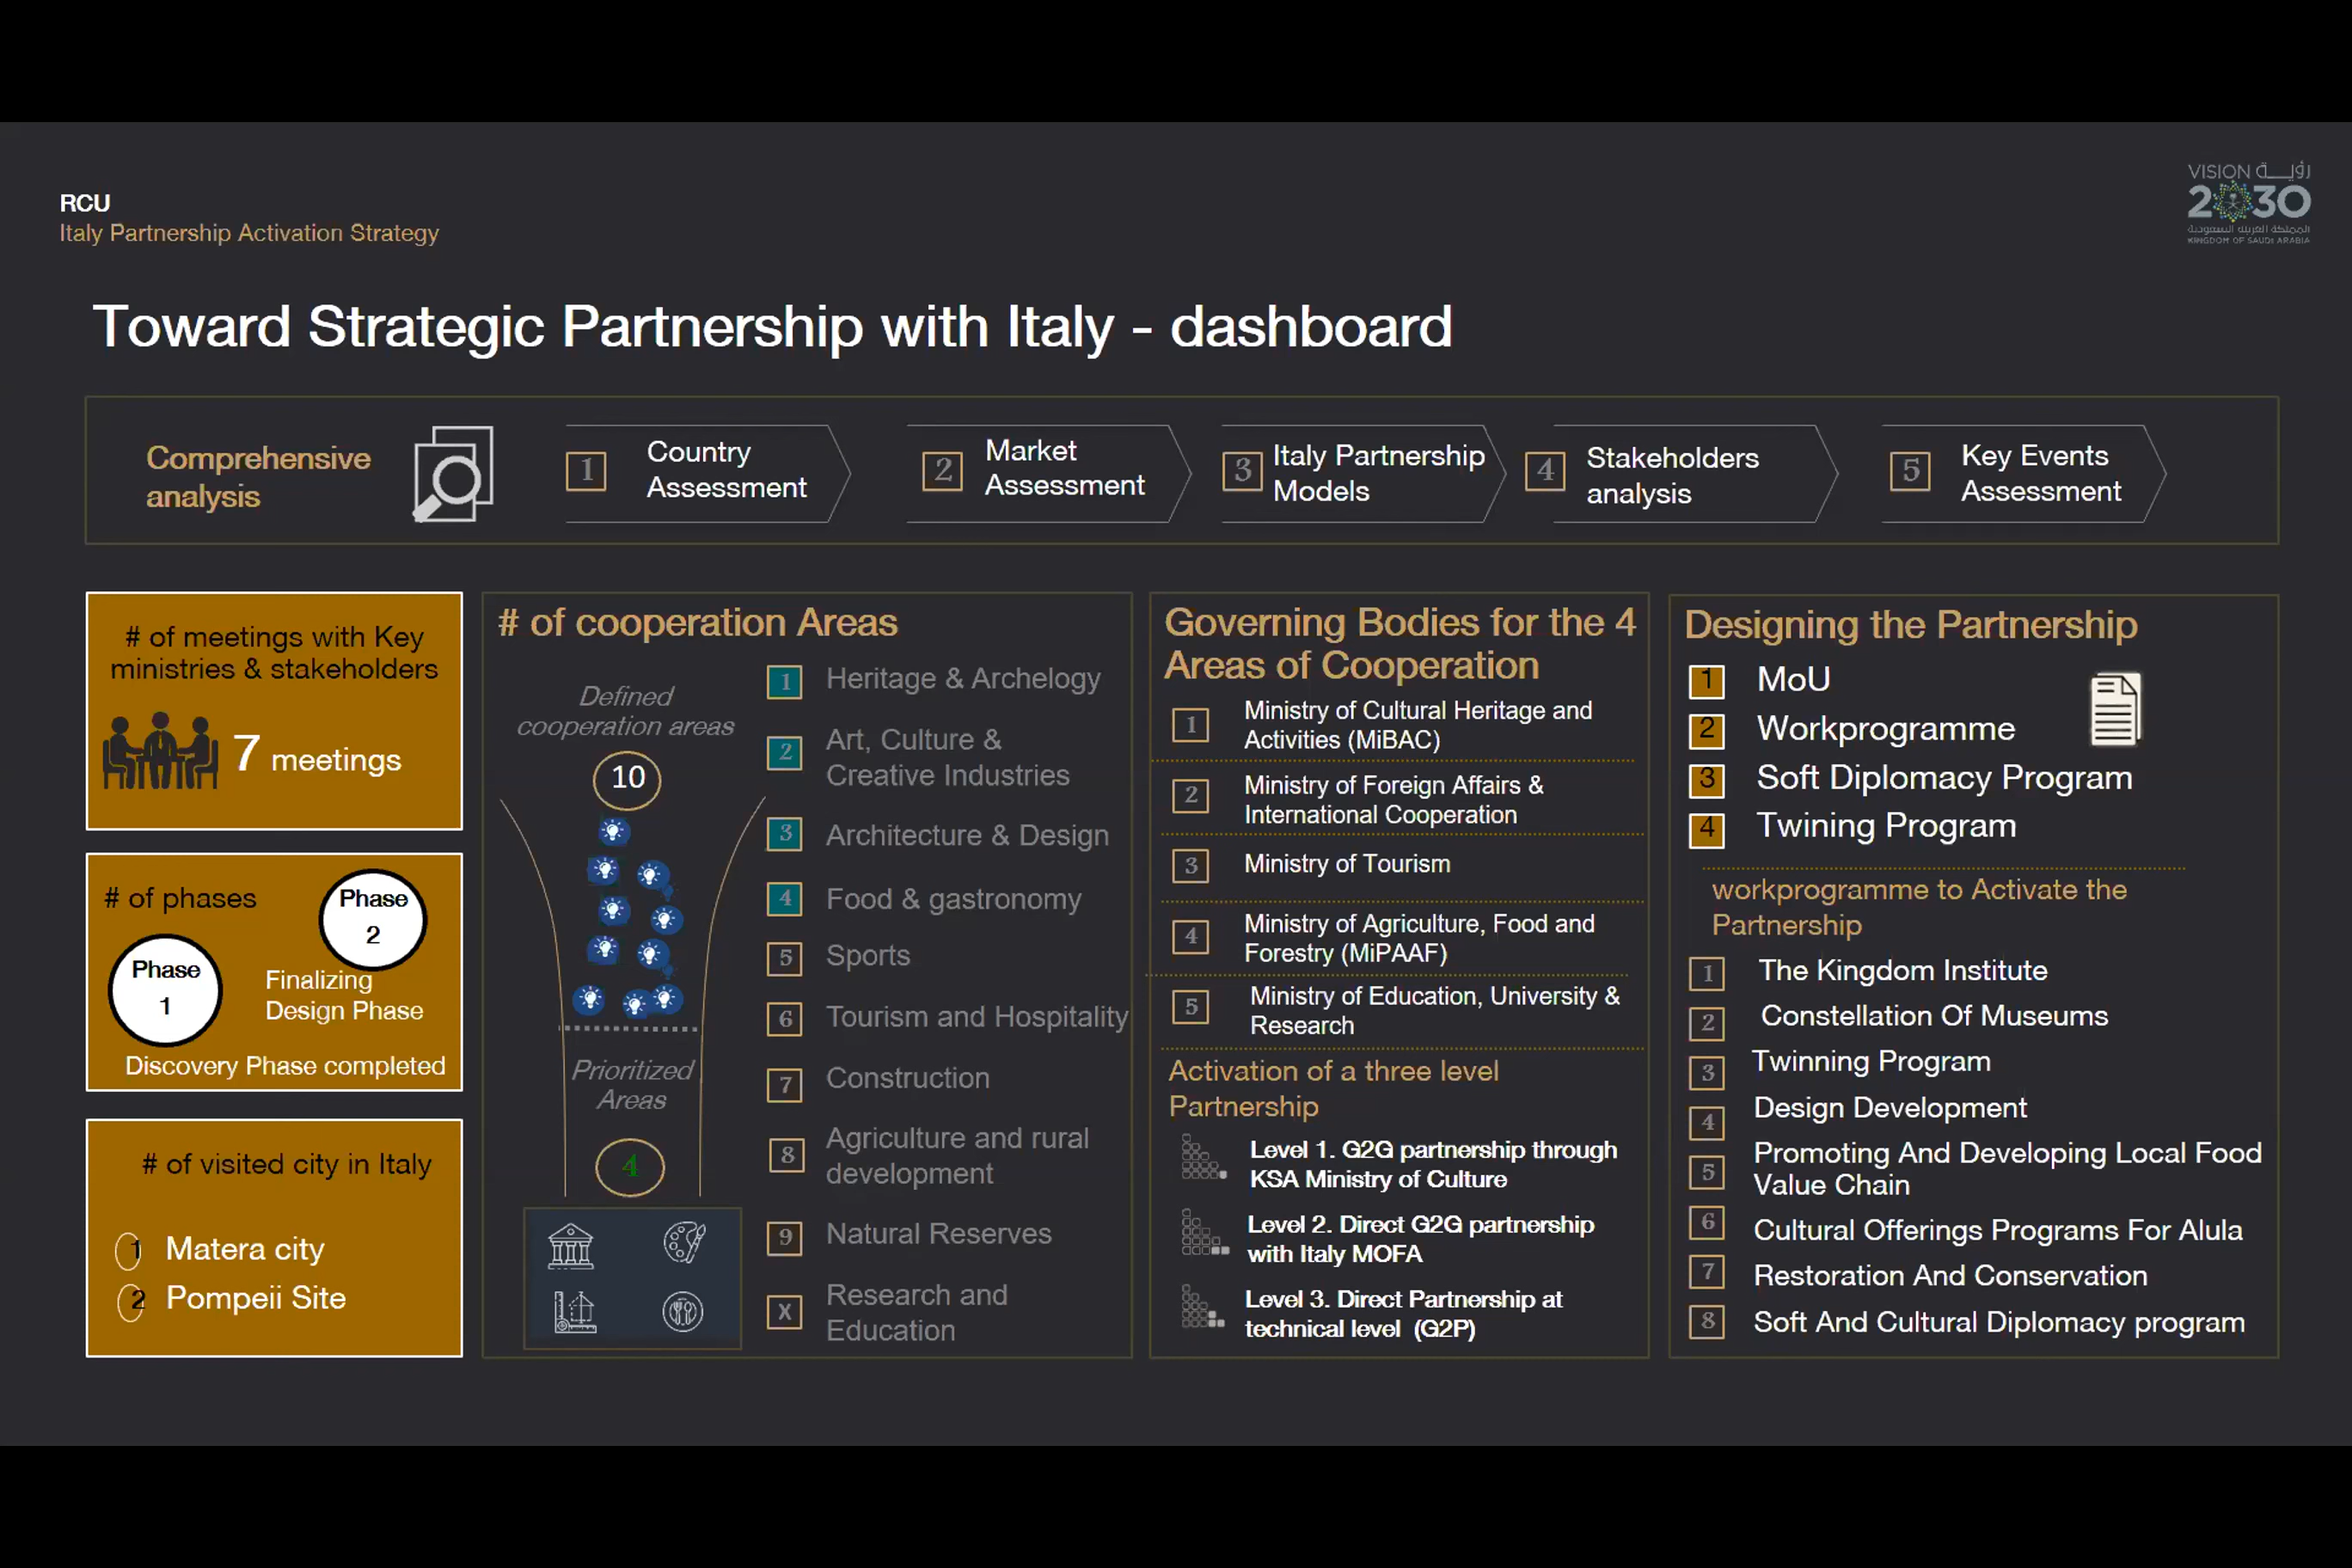 RCU
Italy Partnership Activation Strategy
VISION رؤيـــة
2030
المملكة العربية السعودية
KINGDOM OF SAUDI ARABIA
Toward Strategic Partnership with Italy - dashboard
Comprehensive
analysis
1
Country
Assessment
2
Market
Assessment
3
Italy Partnership
Models
4
Stakeholders
analysis
5
Key Events
Assessment
# of meetings with Key
ministries & stakeholders
7 meetings
# of phases
Phase
2
Phase
1
Finalizing
Design Phase
Discovery Phase completed
# of visited city in Italy
1 Matera city
2 Pompeii Site
# of cooperation Areas
Defined
cooperation areas
10
Prioritized
Areas
4
1 Heritage & Archelogy
2 Art, Culture &
Creative Industries
3 Architecture & Design
4 Food & gastronomy
5 Sports
6 Tourism and Hospitality
7 Construction
8 Agriculture and rural
development
9 Natural Reserves
X Research and
Education
Governing Bodies for the 4
Areas of Cooperation
1 Ministry of Cultural Heritage and
Activities (MiBAC)
2 Ministry of Foreign Affairs &
International Cooperation
3 Ministry of Tourism
4 Ministry of Agriculture, Food and
Forestry (MiPAAF)
5 Ministry of Education, University &
Research
Activation of a three level
Partnership
Level 1. G2G partnership through
KSA Ministry of Culture
Level 2. Direct G2G partnership
with Italy MOFA
Level 3. Direct Partnership at
technical level (G2P)
Designing the Partnership
1 MoU
2 Workprogramme
3 Soft Diplomacy Program
4 Twining Program
workprogramme to Activate the
Partnership
1 The Kingdom Institute
2 Constellation Of Museums
3 Twinning Program
4 Design Development
5 Promoting And Developing Local Food
Value Chain
6 Cultural Offerings Programs For Alula
7 Restoration And Conservation
8 Soft And Cultural Diplomacy program